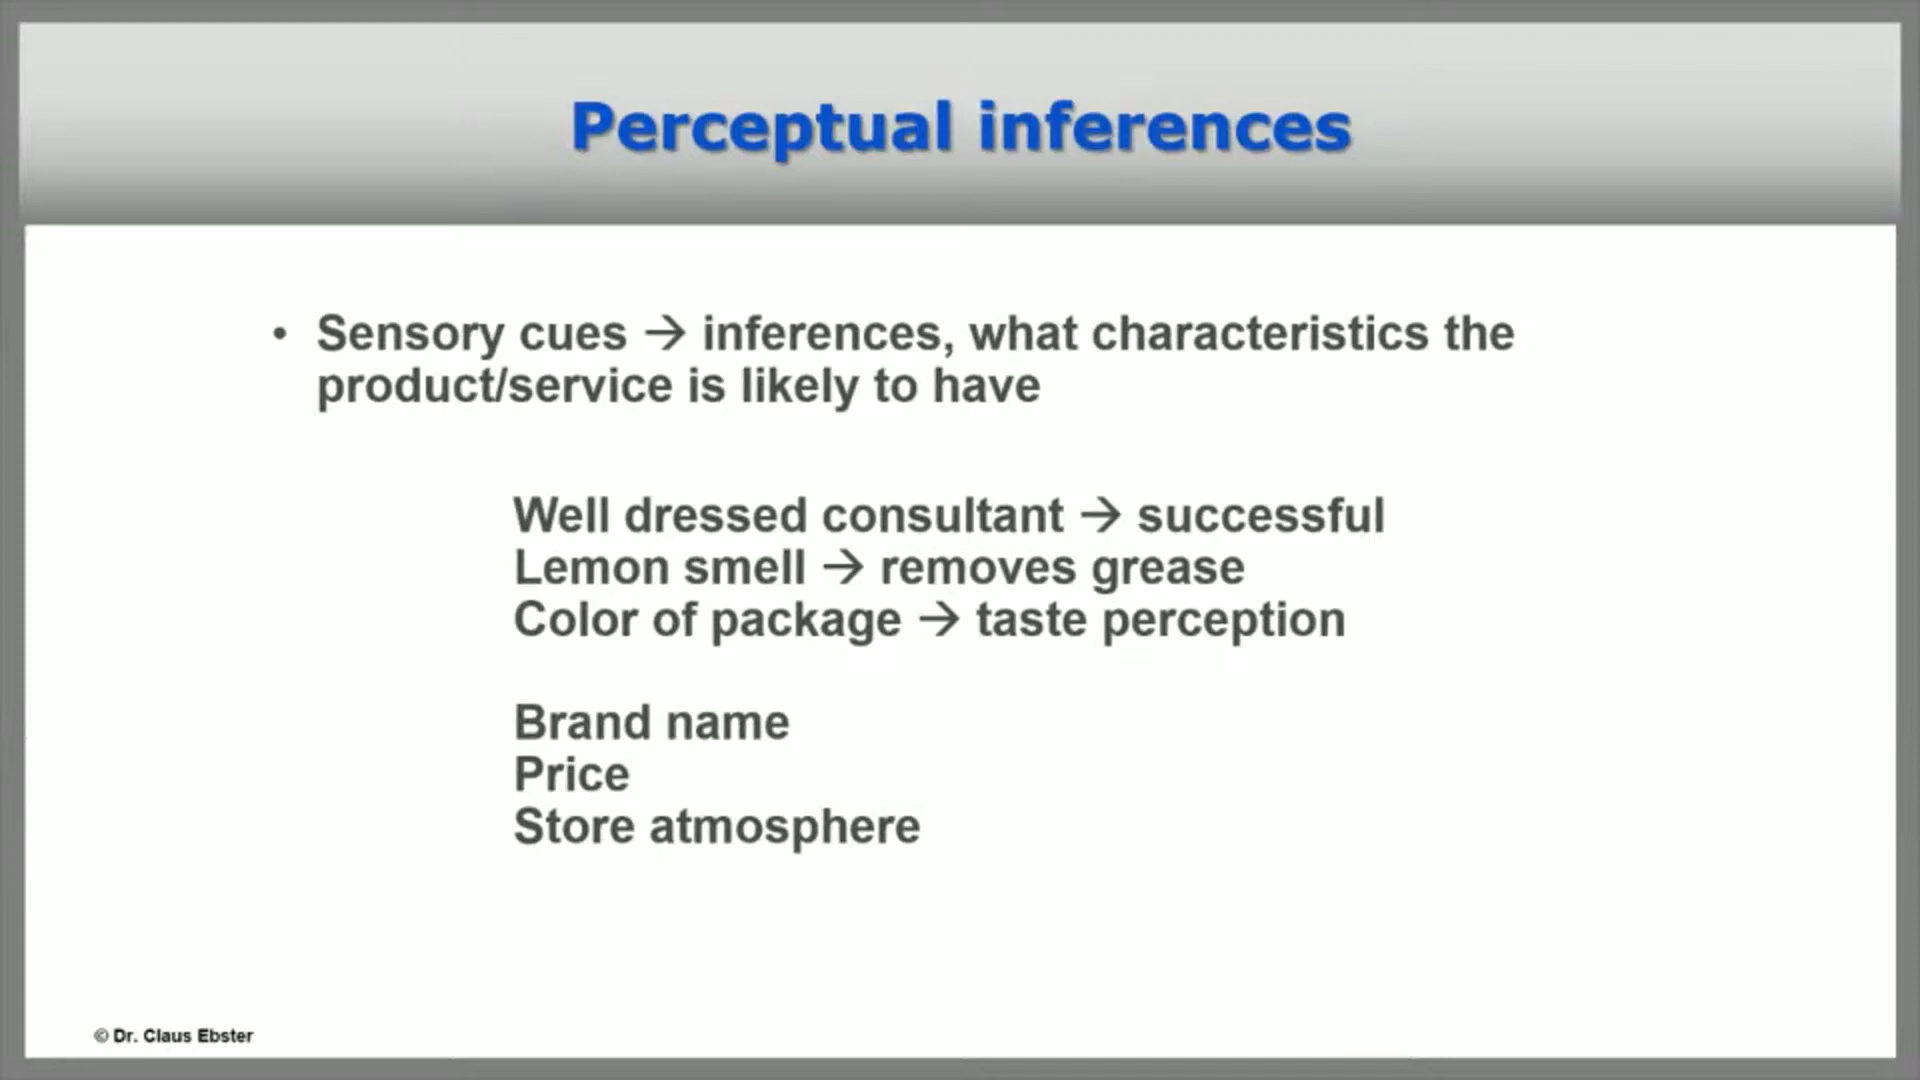 Perceptual inferences
• Sensory cues → inferences, what characteristics the
product/service is likely to have
Well dressed consultant → successful
Lemon smell → removes grease
Color of package → taste perception
Brand name
Price
Store atmosphere
© Dr. Claus Ebster